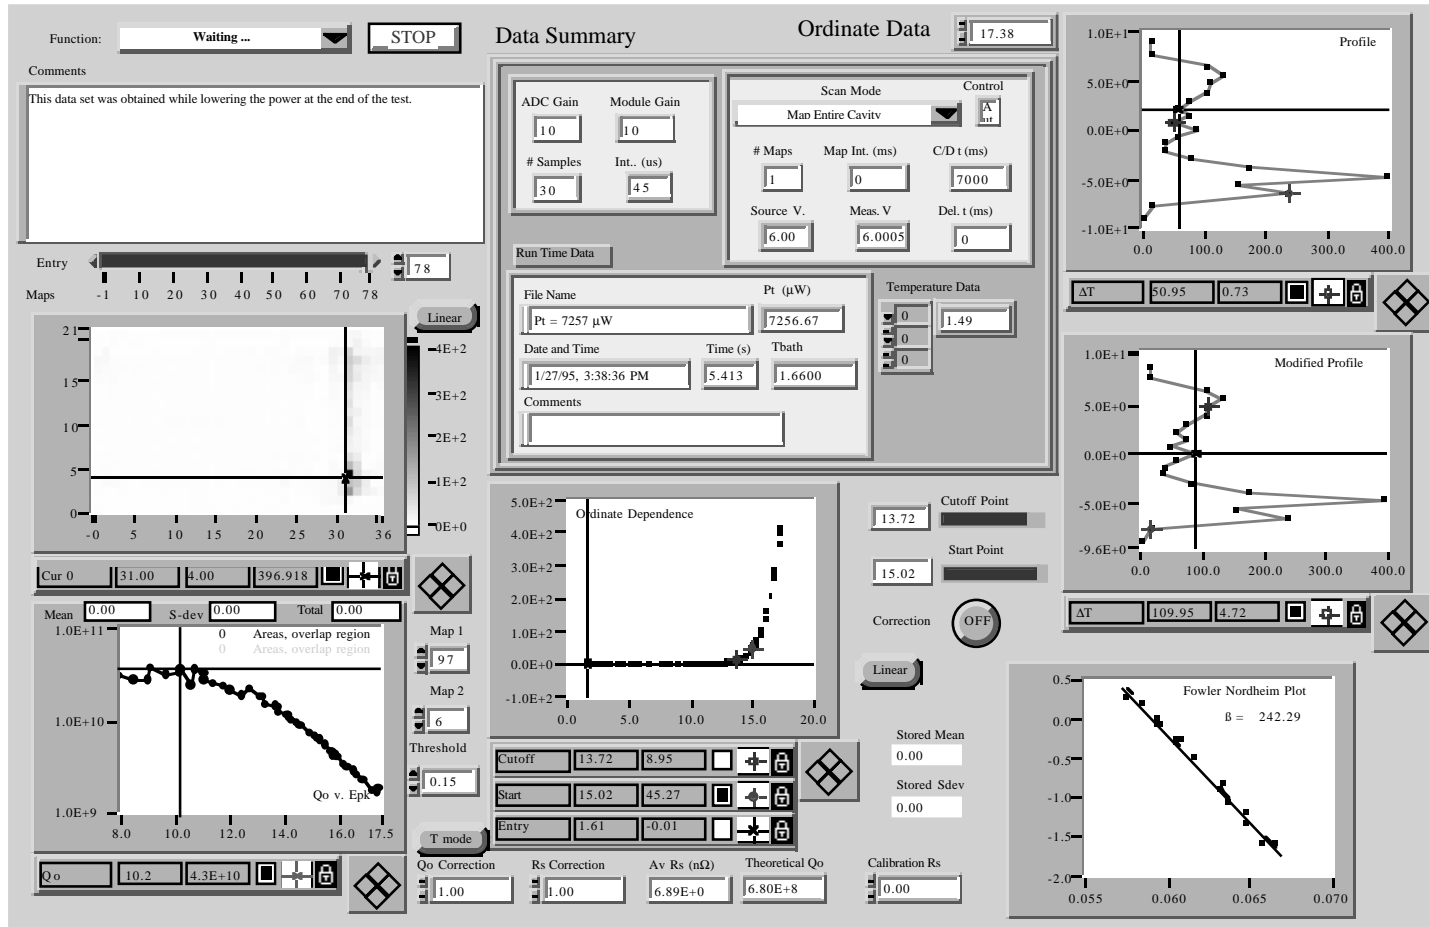 Function:
Waiting ...
STOP
Data Summary
Ordinate Data
17.38
Comments
This data set was obtained while lowering the power at the end of the test.
Entry
78
Maps
-1 10 20 30 40 50 60 70 78
ADC Gain
Module Gain
10
10
# Samples
Int.. (us)
30
45
Scan Mode
Control
Map Entire Cavity
# Maps
Map Int. (ms)
C/D t (ms)
1
0
7000
Source V.
Meas. V
Del. t (ms)
6.00
6.0005
0
Run Time Data
File Name
Pt (µW)
Pt = 7257 µW
7256.67
Date and Time
Time (s)
Tbath
1/27/95, 3:38:36 PM
5.413
1.6600
Comments
Temperature Data
0
0
0
1.49
Profile
1.0E+1
5.0E+0
0.0E+0
-5.0E+0
-1.0E+1
0.0 100.0 200.0 300.0 400.0
ΔT 50.95 0.73
Modified Profile
1.0E+1
5.0E+0
0.0E+0
-5.0E+0
-9.6E+0
0.0 100.0 200.0 300.0 400.0
ΔT 109.95 4.72
Linear
21
15
10
5
0
-0 5 10 15 20 25 30 36
4E+2
3E+2
2E+2
1E+2
0E+0
Cur 0 31.00 4.00 396.918
Mean 0.00 S-dev 0.00 Total 0.00
0 Areas, overlap region
0 Areas, overlap region
1.0E+11
1.0E+10
1.0E+9
Qo v. Epk
8.0 10.0 12.0 14.0 16.0 17.5
Qo 10.2 4.3E+10
Map 1
97
Map 2
6
Threshold
0.15
T mode
Ordinate Dependence
5.0E+2
4.0E+2
3.0E+2
2.0E+2
1.0E+2
0.0E+0
-1.0E+2
0.0 5.0 10.0 15.0 20.0
Cutoff 13.72 8.95
Start 15.02 45.27
Entry 1.61 -0.01
Cutoff Point
13.72
Start Point
15.02
Correction
OFF
Linear
Stored Mean
0.00
Stored Sdev
0.00
Qo Correction
Rs Correction
Av Rs (nΩ)
Theoretical Qo
Calibration Rs
1.00
1.00
6.89E+0
6.80E+8
0.00
Fowler Nordheim Plot
ß = 242.29
0.5
0.0
-0.5
-1.0
-1.5
-2.0
0.055 0.060 0.065 0.070